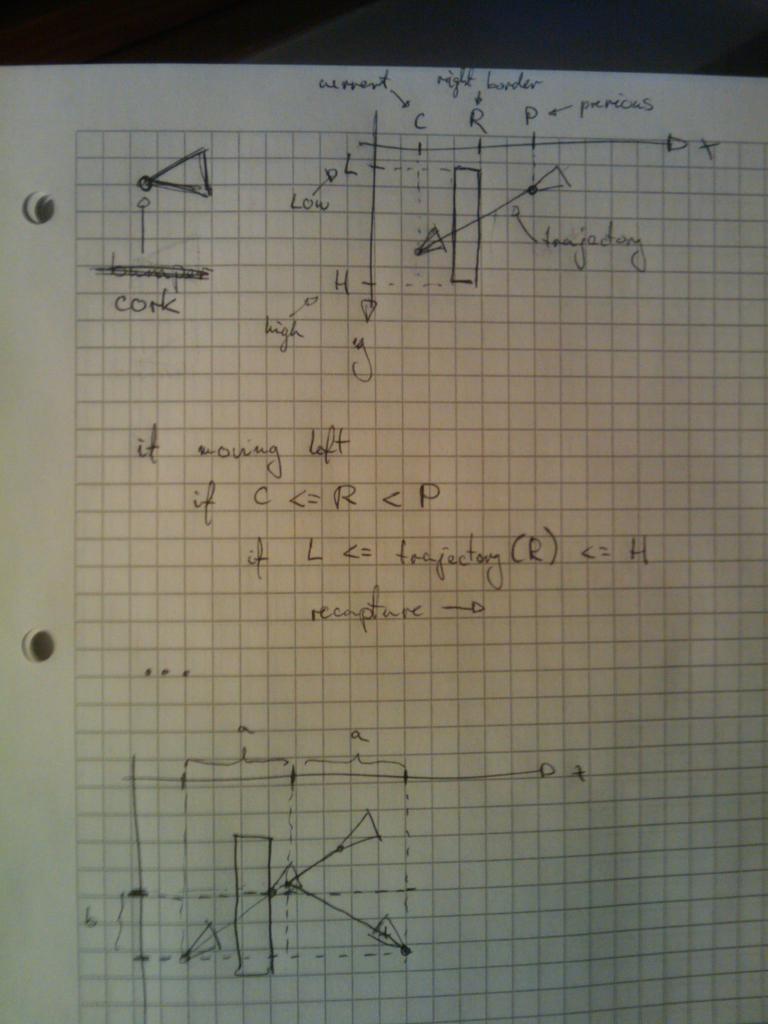 current right border
C R P previous
x
L
Low
trajectory
bumper
H
cork
high
y
if moving left
if C <= R < P
if L <= trajectory (R) <= H
recapture →
...
a a
x
b